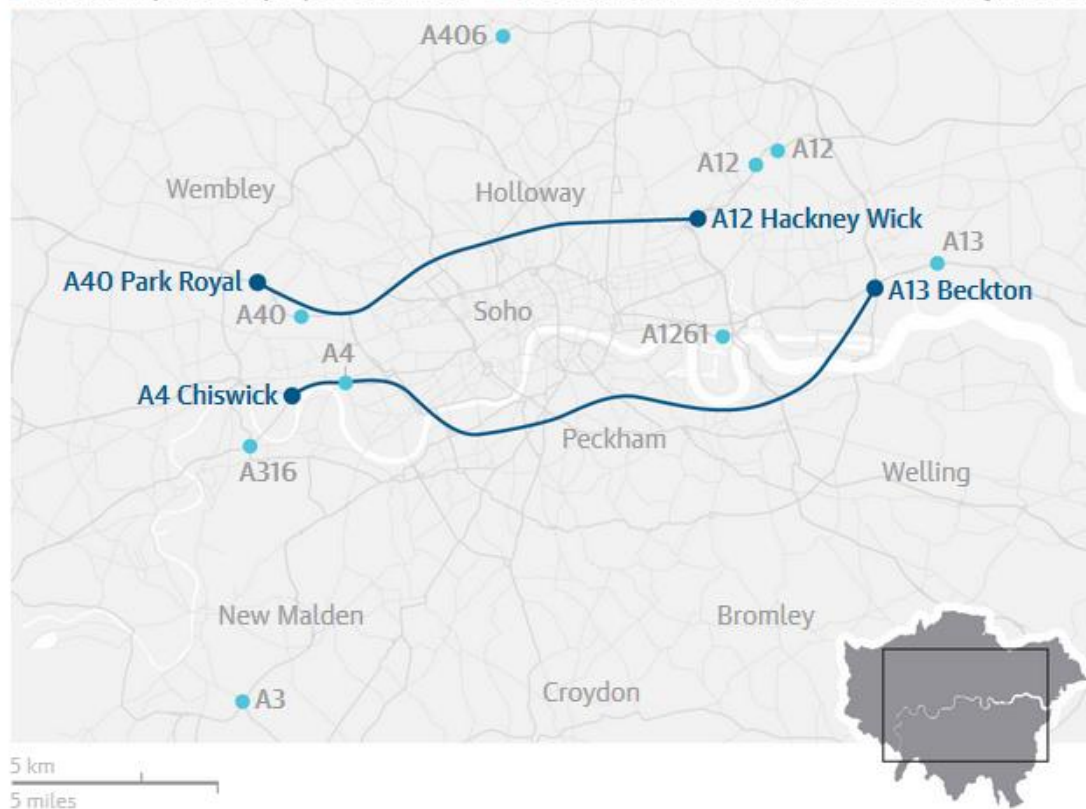 A406
A12
A12
Wembley
Holloway
A12 Hackney Wick
A13
A40 Park Royal
A13 Beckton
A40
Soho
A1261
A4
A4 Chiswick
Peckham
A316
Welling
New Malden
Bromley
Croydon
A3
5 km
5 miles